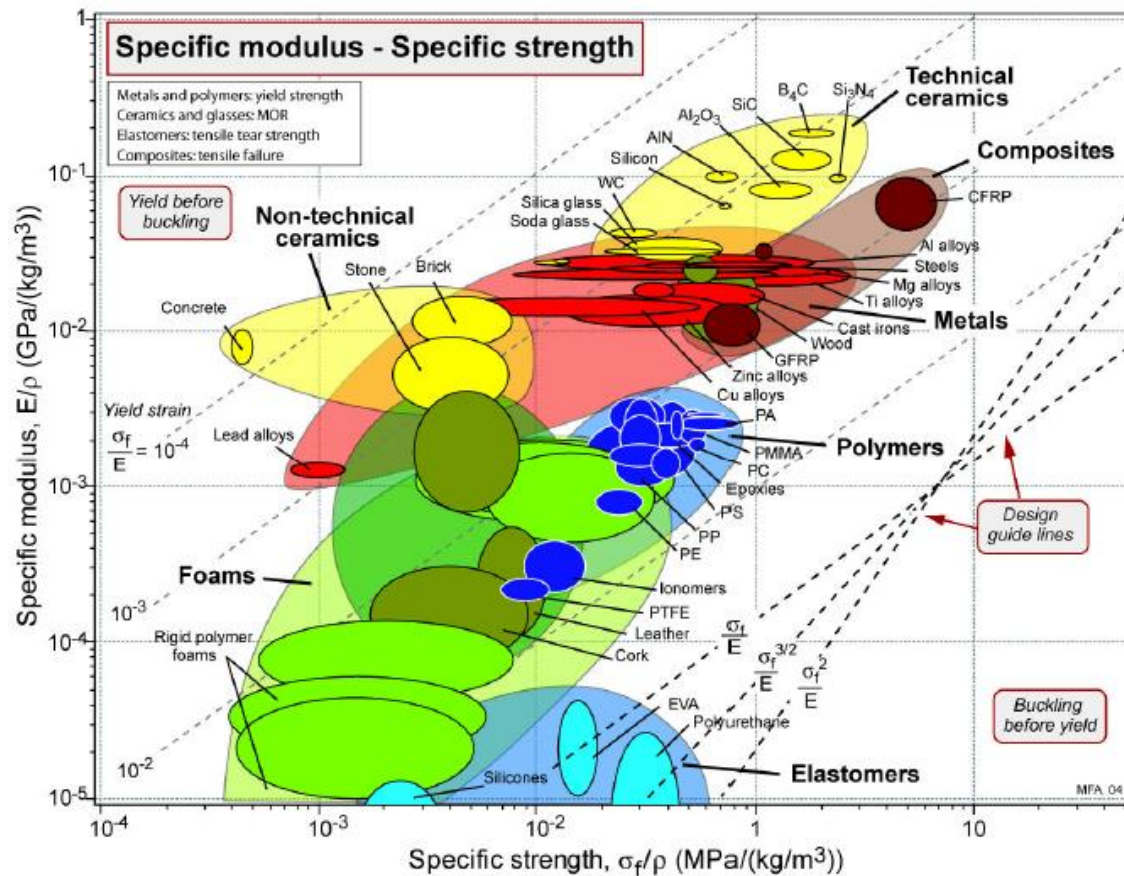 Specific modulus - Specific strength
Metals and polymers: yield strength
Ceramics and glasses: MOR
Elastomers: tensile tear strength
Composites: tensile failure
Yield before
buckling
Technical
ceramics
Composites
Non-technical
ceramics
B₄C
Si₃N₄
SiC
Al₂O₃
AlN
Silicon
WC
Silica glass
Soda glass
CFRP
Al alloys
Steels
Mg alloys
Ti alloys
Metals
Cast irons
Wood
GFRP
Zinc alloys
Cu alloys
Stone
Brick
Concrete
Yield strain
σf
E = 10⁻⁴
Lead alloys
PA
Polymers
PMMA
PC
Epoxies
PS
PP
PE
Design
guide lines
Foams
Ionomers
PTFE
Leather
Cork
10⁻³
Rigid polymer
foams
10⁻²
σf
E
σf³/²
E
σf²
E
EVA
Polyurethane
Silicones
Elastomers
Buckling
before yield
MFA, 04
Specific modulus, E/ρ (GPa/(kg/m³))
1
10⁻¹
10⁻²
10⁻³
10⁻⁴
10⁻⁵
10⁻⁴ 10⁻³ 10⁻² 10⁻¹ 1 10
Specific strength, σf/ρ (MPa/(kg/m³))